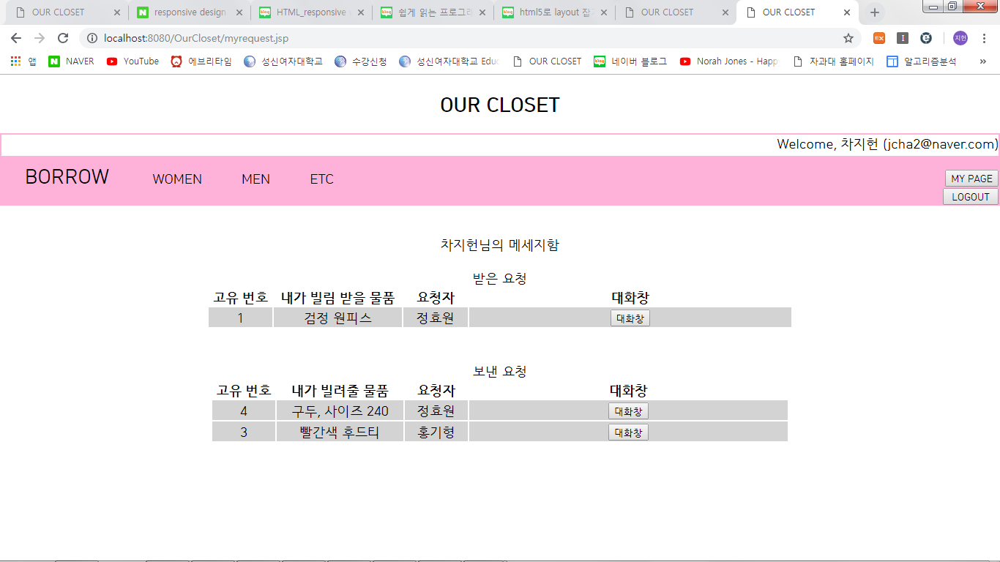 OUR CLOSET responsive design HTML_responsive 쉽게 읽는 프로그래 html5로 layout 잡 OUR CLOSET OUR CLOSET
localhost:8080/OurCloset/myrequest.jsp
앱 NAVER YouTube 에브리타임 성신여자대학교 수강신청 성신여자대학교 Educ OUR CLOSET 네이버 블로그 Norah Jones - Happ 자과대 홈페이지 알고리즘분석 »
OUR CLOSET
Welcome, 차지헌 (jcha2@naver.com)
BORROW WOMEN MEN ETC MY PAGE
LOGOUT
차지헌님의 메세지함
받은 요청
고유 번호 내가 빌림 받을 물품 요청자 대화창
1 검정 원피스 정효원 대화창
보낸 요청
고유 번호 내가 빌려줄 물품 요청자 대화창
4 구두, 사이즈 240 정효원 대화창
3 빨간색 후드티 홍기형 대화창